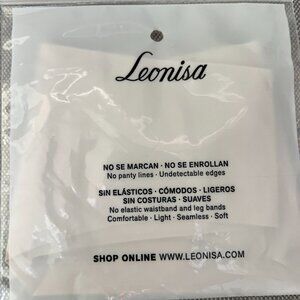 Leonisa
NO SE MARCAN · NO SE ENROLLAN
No panty lines · Undetectable edges
SIN ELÁSTICOS · CÓMODOS · LIGEROS
SIN COSTURAS · SUAVES
No elastic waistband and leg bands
Comfortable · Light · Seamless · Soft
SHOP ONLINE WWW.LEONISA.COM